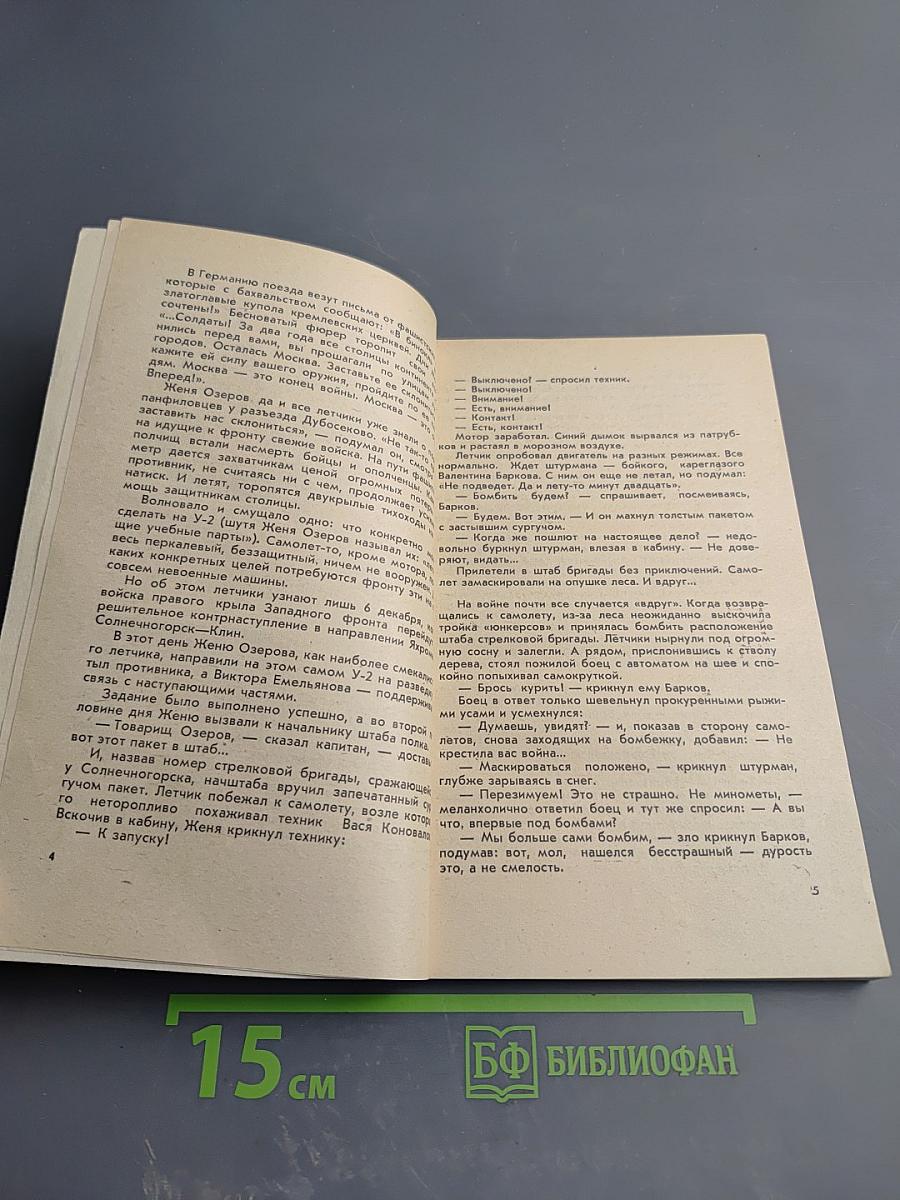 В Германию поезда везут письма от
которые с бахвальством сообщают: «В
златоглавые купола кремлевских церквей. Дни
сочтены!» Бесноватый фюрер торопит свои
«...Солдаты! За два года все столицы
нились перед вами, вы прошагали по улицам
городов. Осталась Москва. Заставьте ее
кажите ей силу вашего оружия, пройдите по ее
дям. Москва — это конец войны. Москва — это
Вперед!».
Женя Озеров да и все летчики уже знали о
панфиловцев у разъезда Дубосеково. «Не так-то
заставить нас склониться», — подумал он,
на идущие к фронту свежие войска. На пути
полчищ встали насмерть бойцы и ополченцы.
метр дается захватчикам ценой огромных
противник, не считаясь ни с чем, продолжает
натиск. И летят, торопятся двукрылые тихоходы
мощь защитникам столицы.
Волновало и смущало одно: что конкретно
сделать на У-2 (шутя Женя Озеров называл их:
щие учебные парты»). Самолет-то, кроме мотора,
весь перкалевый, беззащитный, ничем не вооружен.
каких конкретных целей потребуются фронту эти
совсем невоенные машины.
Но об этом летчики узнают лишь 6 декабря,
войска правого крыла Западного фронта
решительное контрнаступление в направлении
Солнечногорск—Клин.
В этот день Женю Озерова, как наиболее
го летчика, направили на этом самом У-2 на
тыл противника, а Виктора Емельянова —
связь с наступающими частями.
Задание было выполнено успешно, а во второй
ловине дня Женю вызвали к начальнику штаба полка.
— Товарищ Озеров, — сказал капитан, —
вот этот пакет в штаб...
И, назвав номер стрелковой бригады,
у Солнечногорска, начштаба вручил запечатанный
гучом пакет. Летчик побежал к самолету, возле
го неторопливо похаживал техник Вася
Вскочив в кабину, Женя крикнул технику:
— К запуску!
4
— Выключено? — спросил техник.
— Выключено!
— Внимание!
— Есть, внимание!
— Контакт!
— Есть, контакт!
Мотор заработал. Синий дымок вырвался из патруб-
ков и растаял в морозном воздухе.
Летчик опробовал двигатель на разных режимах. Все
нормально. Ждет штурмана — бойкого, кареглазого
Валентина Баркова. С ним он еще не летал, но подумал:
«Не подведет. Да и лету-то минут двадцать».
— Бомбить будем? — спрашивает, посмеиваясь,
Барков.
— Будем. Вот этим, — И он махнул толстым пакетом
с застывшим сургучом.
— Когда же пошлют на настоящее дело? — недо-
вольно буркнул штурман, влезая в кабину. — Не дове-
ряют, видать...
Прилетели в штаб бригады без приключений. Само-
лет замаскировали на опушке леса. И вдруг...
На войне почти все случается «вдруг». Когда возвра-
щались к самолету, из-за леса неожиданно выскочила
тройка «юнкерсов» и принялась бомбить расположение
штаба стрелковой бригады. Летчики нырнули под огром-
ную сосну и залегли. А рядом, прислонившись к стволу
дерева, стоял пожилой боец с автоматом на шее и спо-
койно попыхивал самокруткой.
— Брось курить! — крикнул ему Барков.
Боец в ответ только шевельнул прокуренными рыжи-
ми усами и усмехнулся:
— Думаешь, увидят? — и, показав в сторону само-
летов, снова заходящих на бомбежку, добавил: — Не
крестила вас война...
— Маскироваться положено, — крикнул штурман,
глубже зарываясь в снег.
— Перезимуем! Это не страшно. Не минометы, —
меланхолично ответил боец и тут же спросил: — А вы
что, впервые под бомбами?
— Мы больше сами бомбим, — зло крикнул Барков,
подумав: вот, мол, нашелся бесстрашный — дурость
это, а не смелость.
5
15 см
БФ БИБЛИОФАН